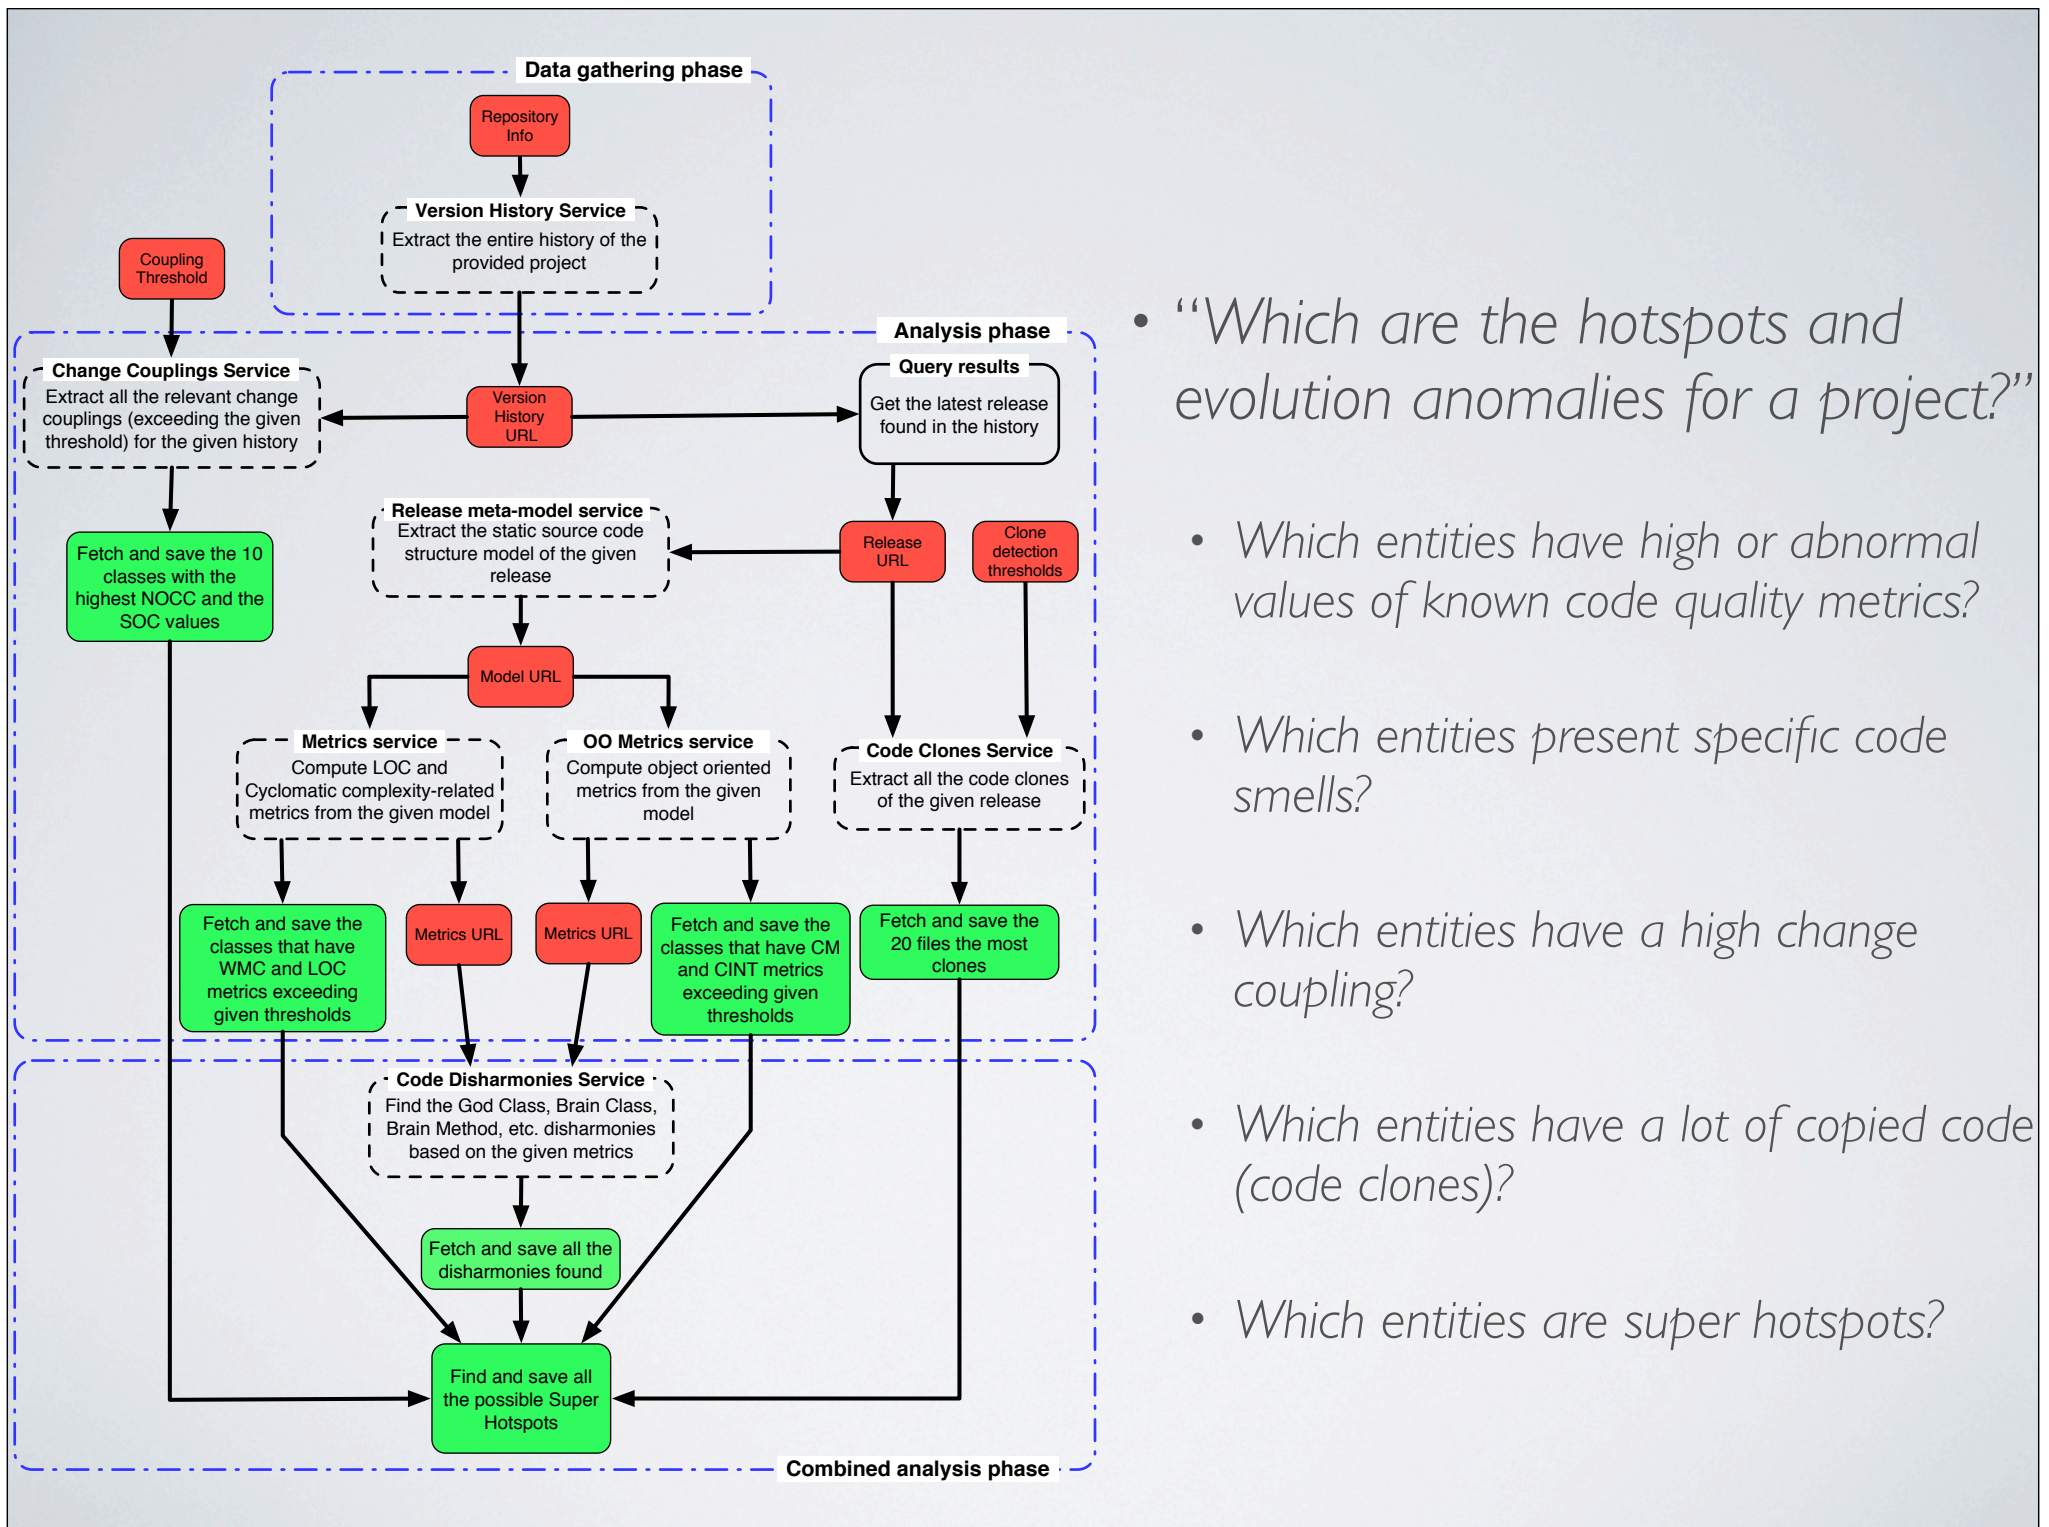 Data gathering phase
Repository
Info
Version History Service
Extract the entire history of the
provided project
Coupling
Threshold
Analysis phase
Change Couplings Service
Extract all the relevant change
couplings (exceeding the given
threshold) for the given history
Version
History
URL
Query results
Get the latest release
found in the history
Fetch and save the 10
classes with the
highest NOCC and the
SOC values
Release meta-model service
Extract the static source code
structure model of the given
release
Release
URL
Clone
detection
thresholds
Model URL
Metrics service
Compute LOC and
Cyclomatic complexity-related
metrics from the given model
OO Metrics service
Compute object oriented
metrics from the given
model
Code Clones Service
Extract all the code clones
of the given release
Fetch and save the
classes that have
WMC and LOC
metrics exceeding
given thresholds
Metrics URL
Metrics URL
Fetch and save the
classes that have CM
and CINT metrics
exceeding given
thresholds
Fetch and save the
20 files the most
clones
Code Disharmonies Service
Find the God Class, Brain Class,
Brain Method, etc. disharmonies
based on the given metrics
Fetch and save all the
disharmonies found
Find and save all
the possible Super
Hotspots
Combined analysis phase
• “Which are the hotspots and
evolution anomalies for a project?”
• Which entities have high or abnormal
values of known code quality metrics?
• Which entities present specific code
smells?
• Which entities have a high change
coupling?
• Which entities have a lot of copied code
(code clones)?
• Which entities are super hotspots?